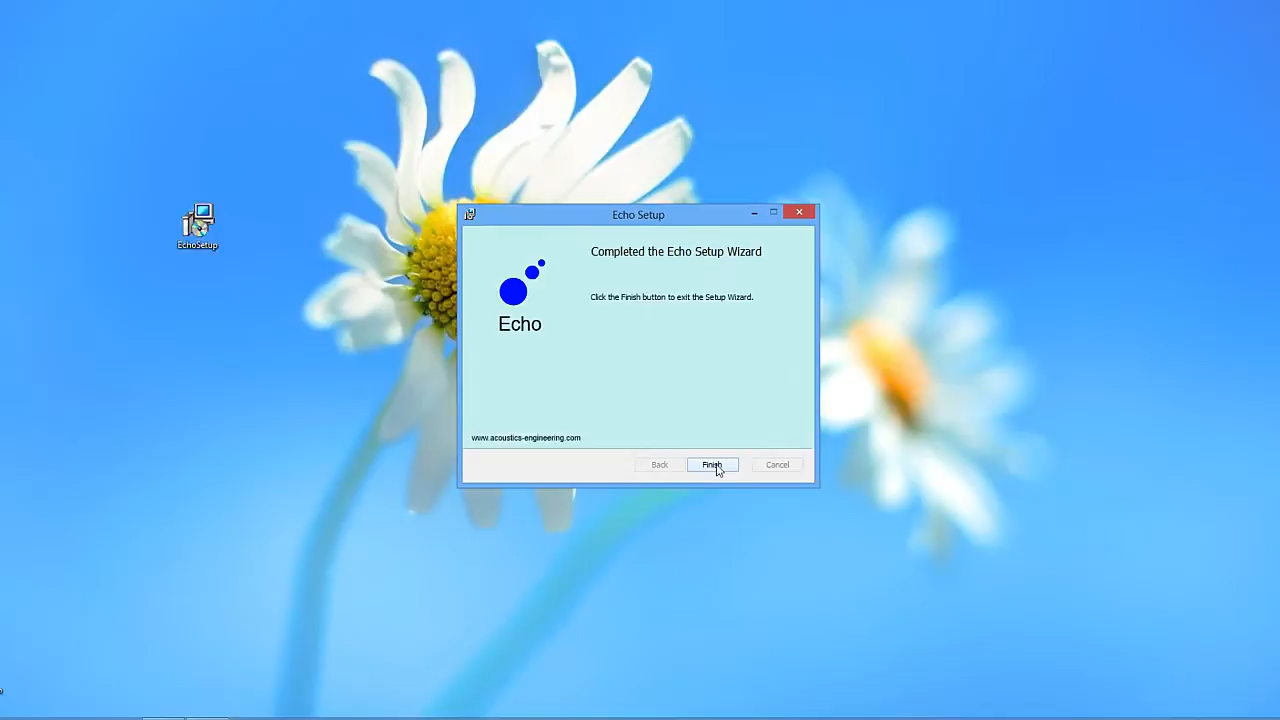 EchoSetup
Echo Setup
Completed the Echo Setup Wizard
Click the Finish button to exit the Setup Wizard.
Echo
www.acoustics-engineering.com
Back
Finish
Cancel